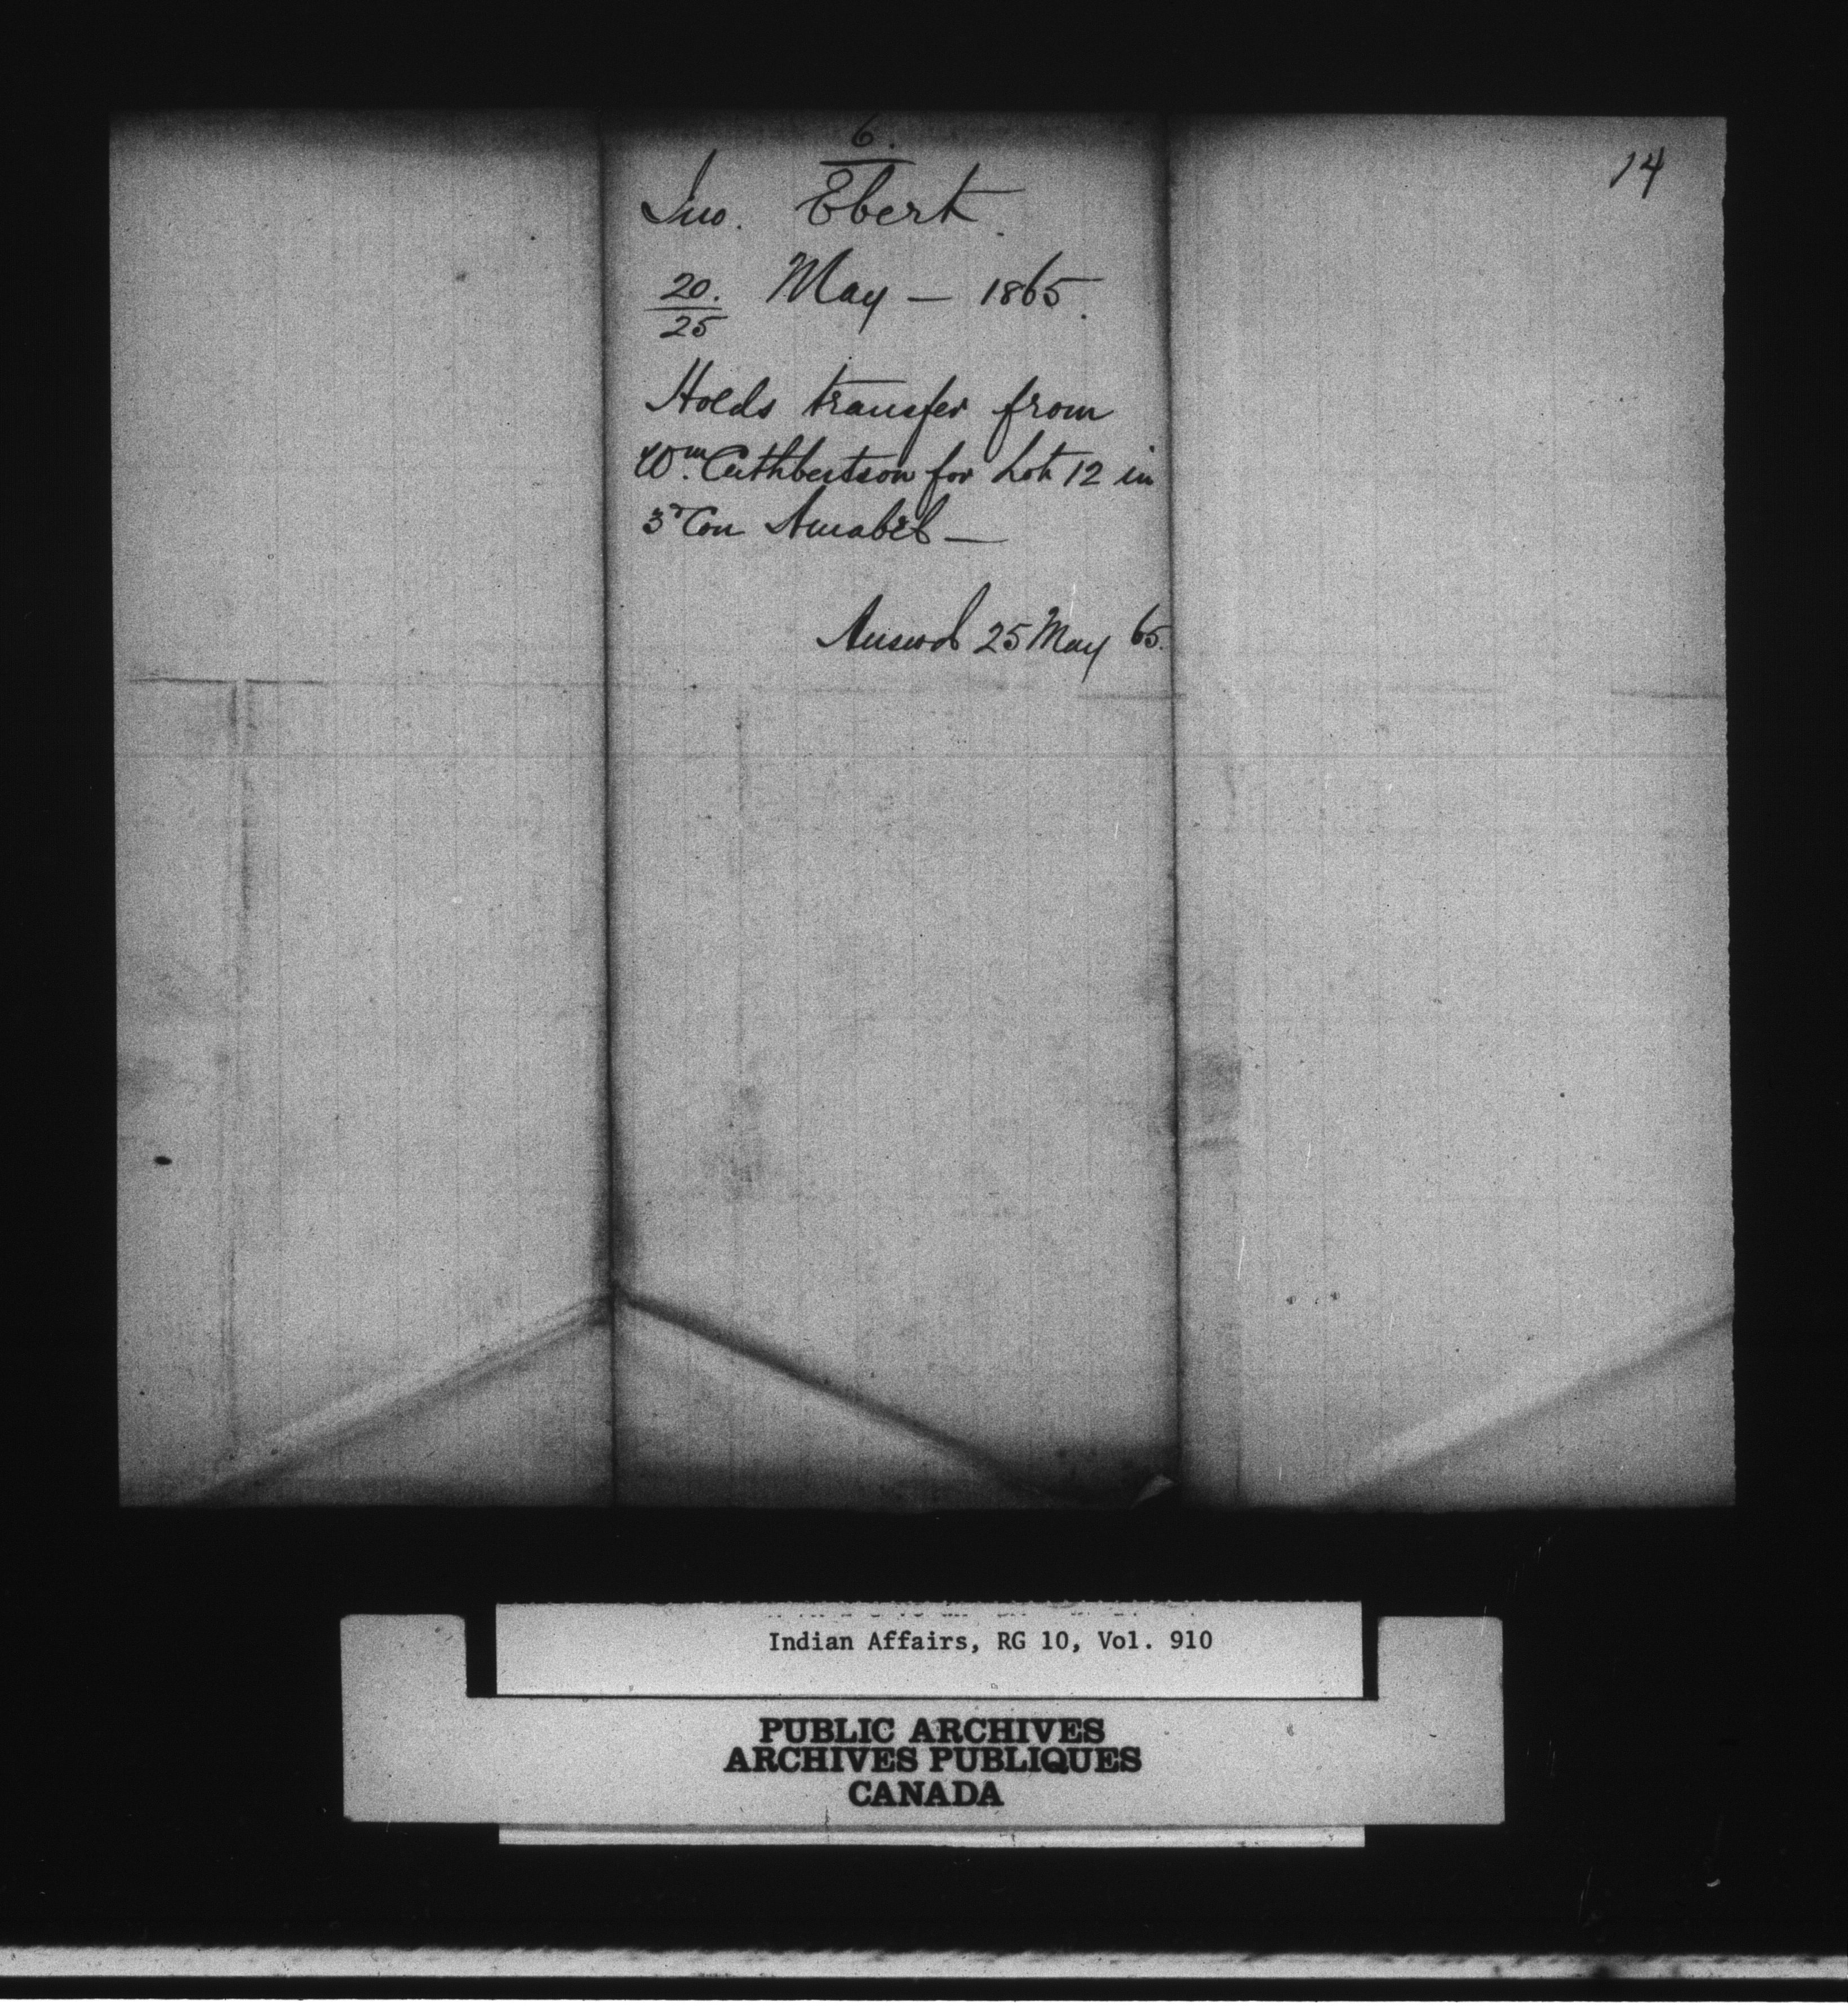 6.
14
Jno. Ebert.
20. May — 1865.
25
Holds transfer from
Wm. Cuthbertson for Lot 12 in
3r Con Amabel —
Answd 25 May 65.
Indian Affairs, RG 10, Vol. 910
PUBLIC ARCHIVES
ARCHIVES PUBLIQUES
CANADA